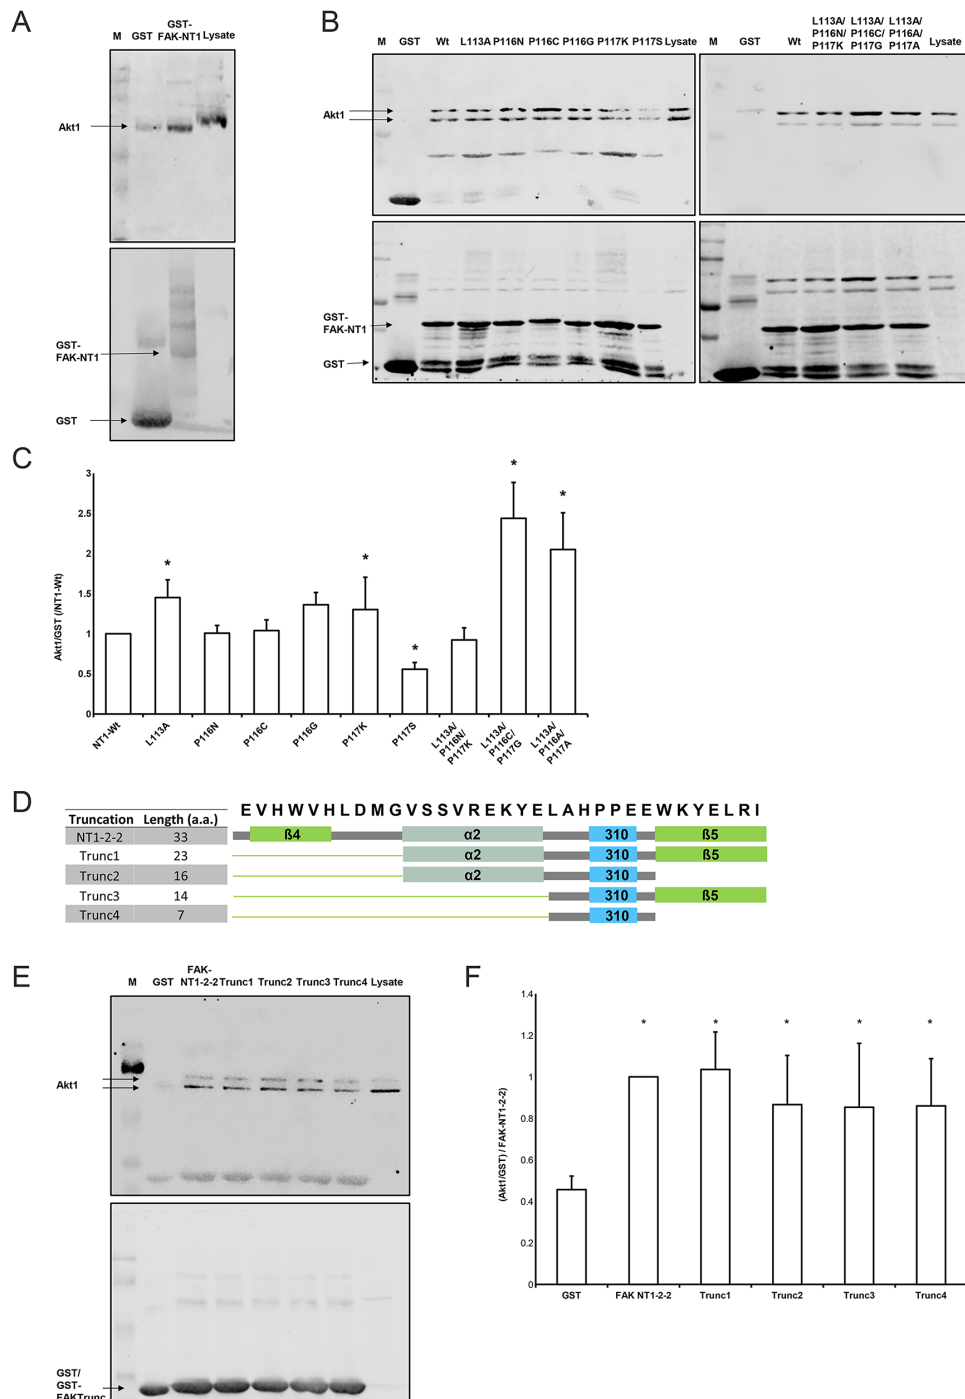 A
M GST GST-FAK-NT1 Lysate
Akt1
GST-FAK-NT1
GST
B
M GST Wt L113A P116N P116C P116G P117K P117S Lysate
M GST Wt L113A/P116N/P117K L113A/P116C/P117G L113A/P116A/P117A Lysate
Akt1
GST-FAK-NT1
GST
C
Akt1/GST (/NT1-Wt)
3
2.5
2
1.5
1
0.5
0
* * * * *
NT1-Wt L113A P116N P116C P116G P117K P117S L113A/P116N/P117K L113A/P116C/P117G L113A/P116A/P117A
D
EVHWVHLDMGVSSVREKYELAHPPEEWKYELRI
Truncation Length (a.a.)
NT1-2-2 33 ß4 α2 310 ß5
Trunc1 23 α2 310 ß5
Trunc2 16 α2 310
Trunc3 14 310 ß5
Trunc4 7 310
E
M GST FAK-NT1-2-2 Trunc1 Trunc2 Trunc3 Trunc4 Lysate
Akt1
GST/
GST-
FAKTrunc
F
(Akt1/GST) / FAK-NT1-2-2)
1.4
1.2
1
0.8
0.6
0.4
0.2
0
* * * * *
GST FAK NT1-2-2 Trunc1 Trunc2 Trunc3 Trunc4